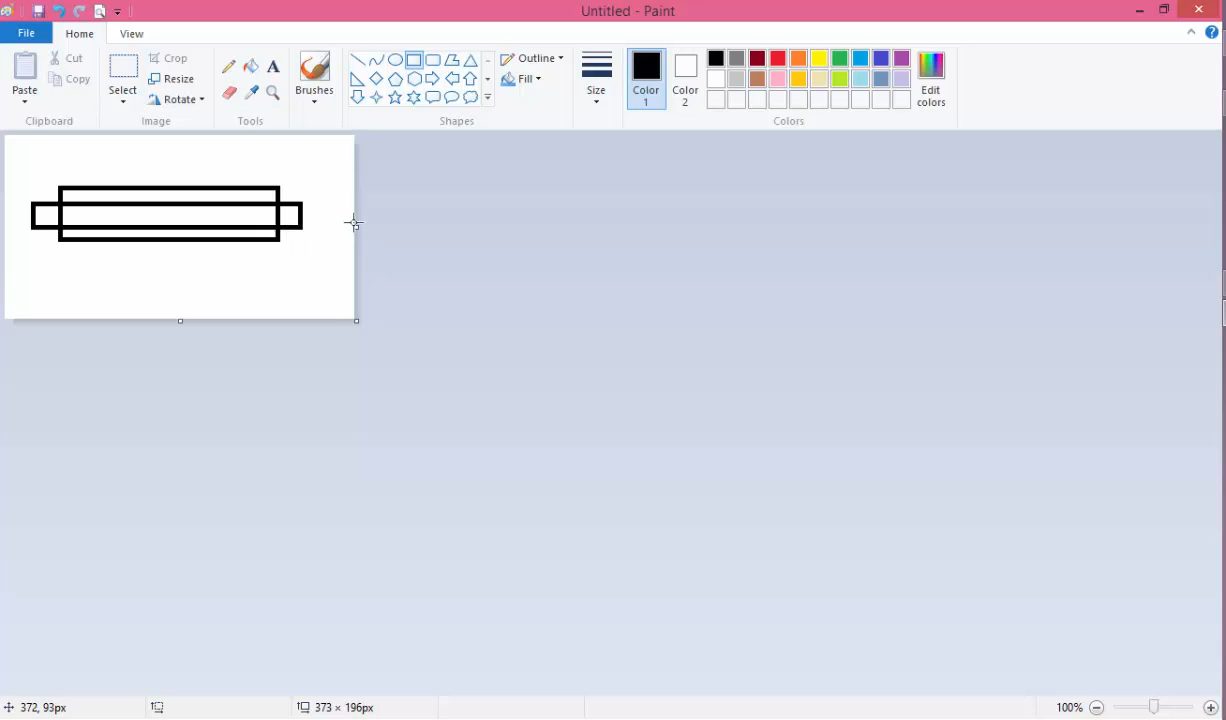 Untitled - Paint
File Home View
Paste
Cut
Copy
Clipboard
Select
Crop
Resize
Rotate
Image
A
Tools
Brushes
Outline
Fill
Shapes
Size
Color 1
Color 2
Edit colors
Colors
372, 93px
373 × 196px
100%